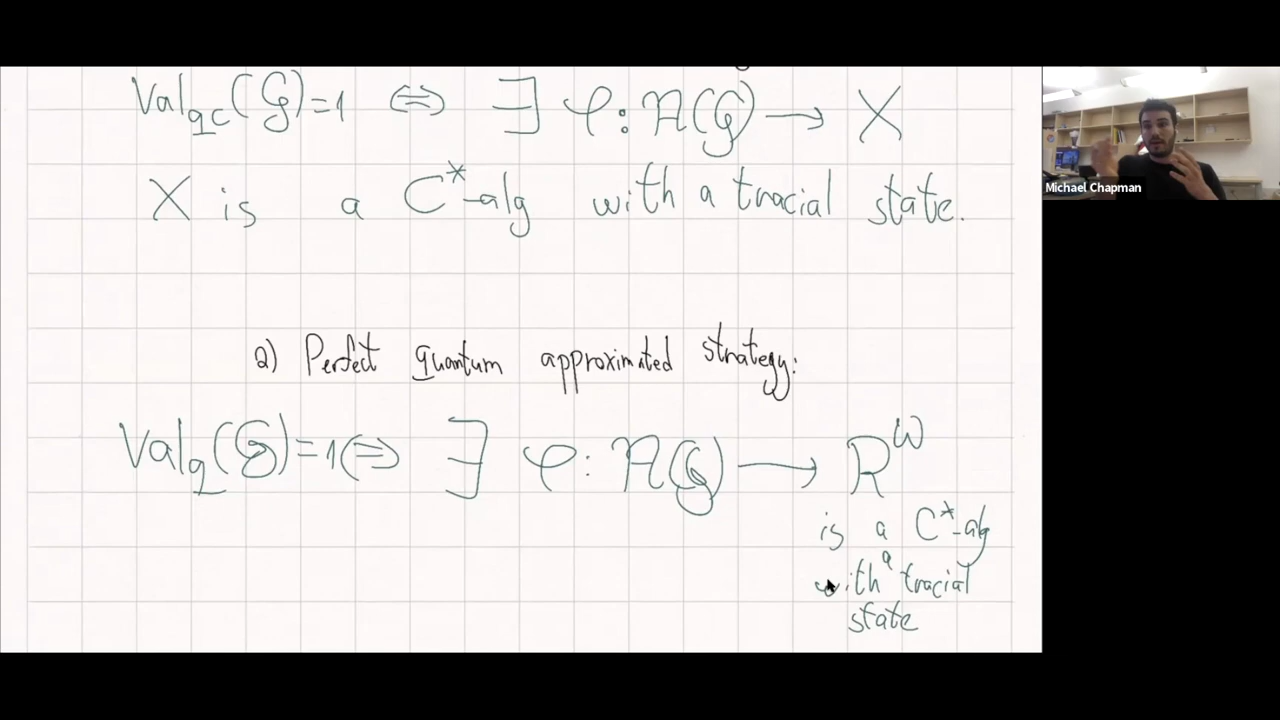 Val_qc(G)=1 ⇔ ∃ φ: A(G) → X
X is a C*-alg with a tracial state.
2) Perfect quantum approximated strategy:
Val_q(G)=1 ⇔ ∃ φ: A(G) → R^ω
is a C*-alg
with a tracial
state
Michael Chapman